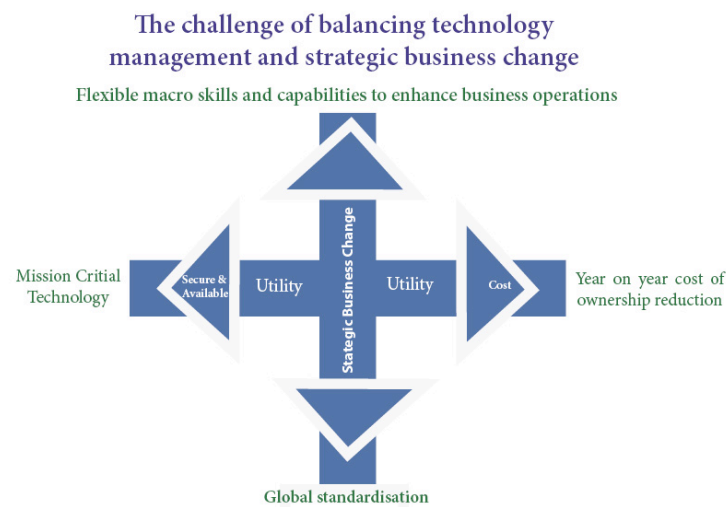 The challenge of balancing technology
management and strategic business change
Flexible macro skills and capabilities to enhance business operations
Mission Critial
Technology
Secure &
Available
Utility
Stategic Business Change
Utility
Cost
Year on year cost of
ownership reduction
Global standardisation